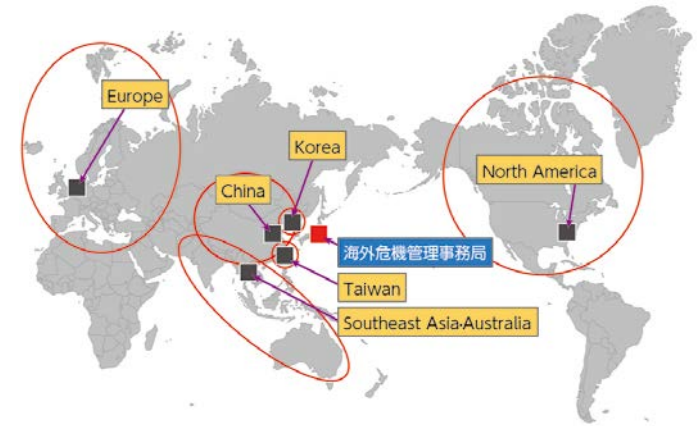 Europe
Korea
North America
China
海外危機管理事務局
Taiwan
Southeast Asia·Australia